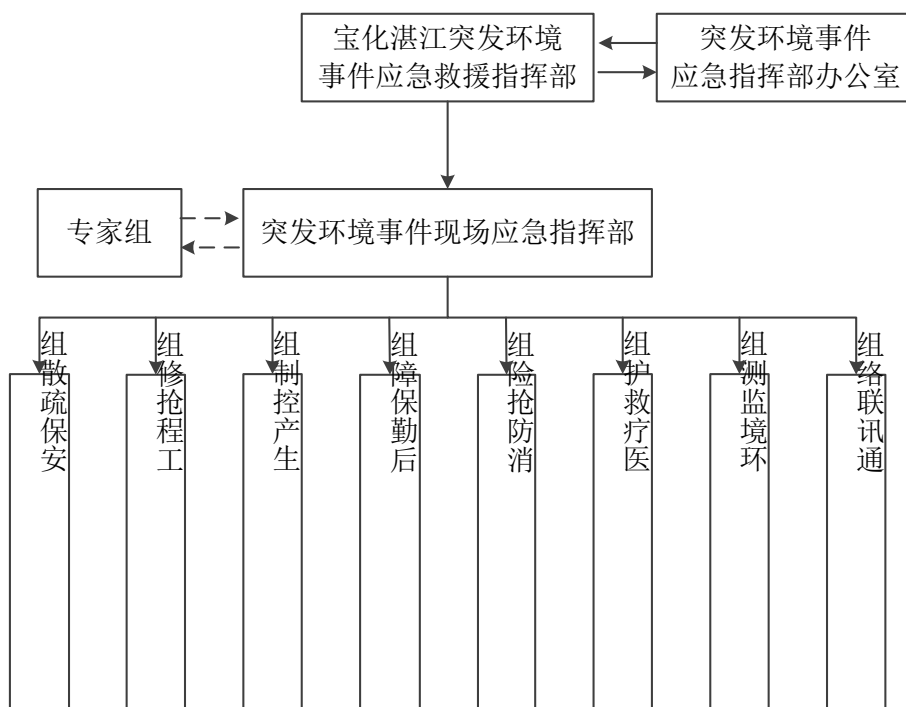 宝化湛江突发环境
事件应急救援指挥部
突发环境事件
应急指挥部办公室
专家组
突发环境事件现场应急指挥部
组散疏保安
组修抢程工
组制控产生
组障保勤后
组险抢防消
组护救疗医
组测监境环
组络联讯通